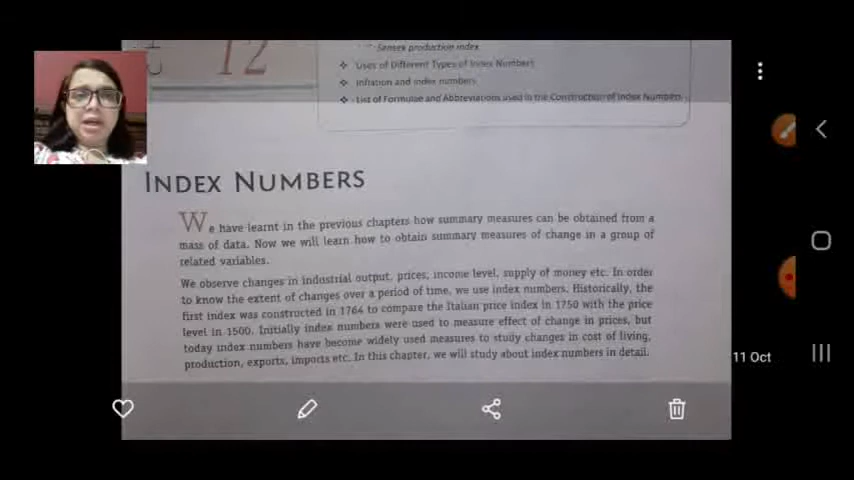 12
Sensex production index
❖ Uses of Different Types of Index Numbers
❖ Inflation and index numbers
❖ List of Formulae and Abbreviations used in the Construction of Index Numbers
INDEX NUMBERS
We have learnt in the previous chapters how summary measures can be obtained from a
mass of data. Now we will learn how to obtain summary measures of change in a group of
related variables.
We observe changes in industrial output, prices, income level, supply of money etc. In order
to know the extent of changes over a period of time, we use index numbers. Historically, the
first index was constructed in 1764 to compare the Italian price index in 1750 with the price
level in 1500. Initially index numbers were used to measure effect of change in prices, but
today index numbers have become widely used measures to study changes in cost of living,
production, exports, imports etc. In this chapter, we will study about index numbers in detail.
11 Oct